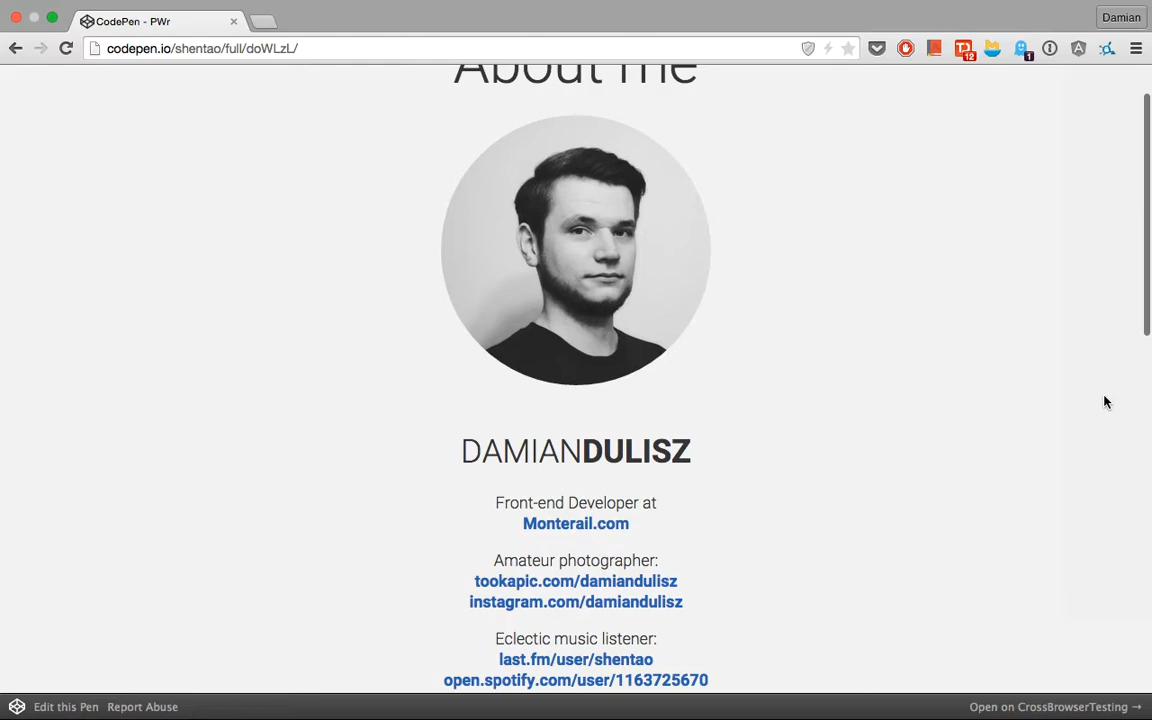 CodePen - PWr
Damian
codepen.io/shentao/full/doWLzL/
12
1
About me
DAMIANDULISZ
Front-end Developer at
Monterail.com
Amateur photographer:
tookapic.com/damiandulisz
instagram.com/damiandulisz
Eclectic music listener:
last.fm/user/shentao
open.spotify.com/user/1163725670
Edit this Pen Report Abuse
Open on CrossBrowserTesting →